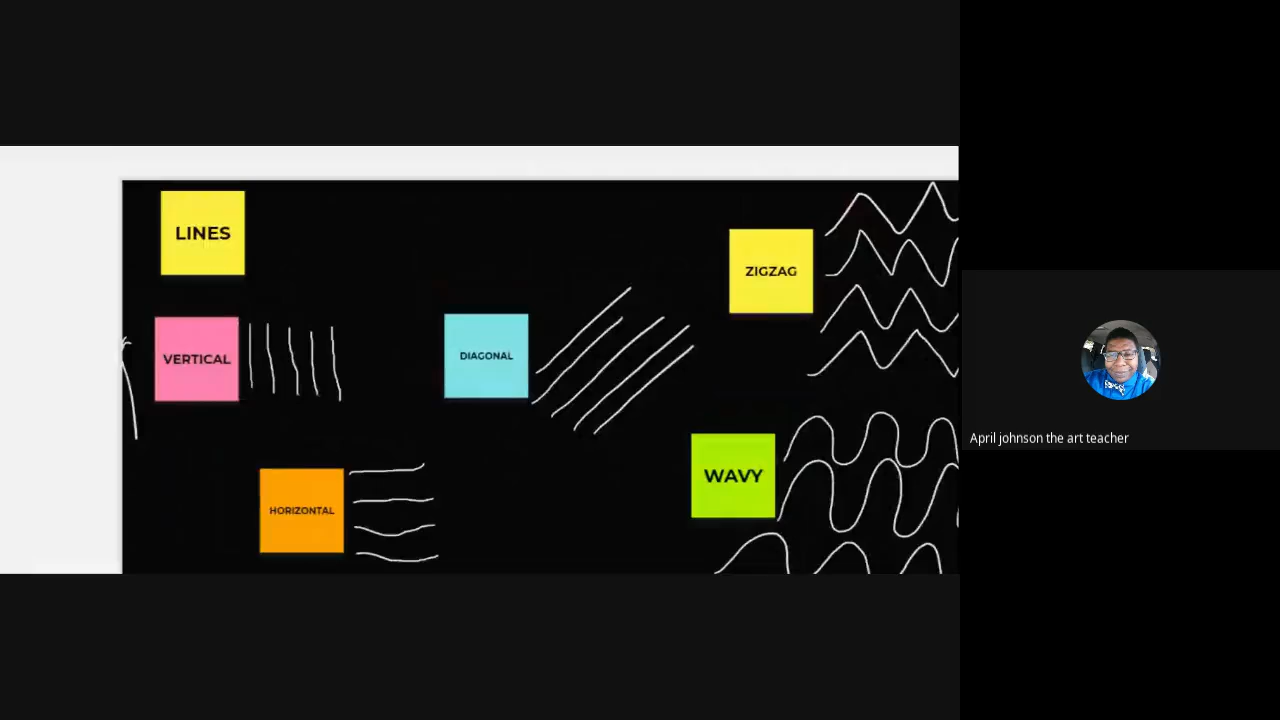 LINES
ZIGZAG
VERTICAL
DIAGONAL
WAVY
HORIZONTAL
April johnson the art teacher